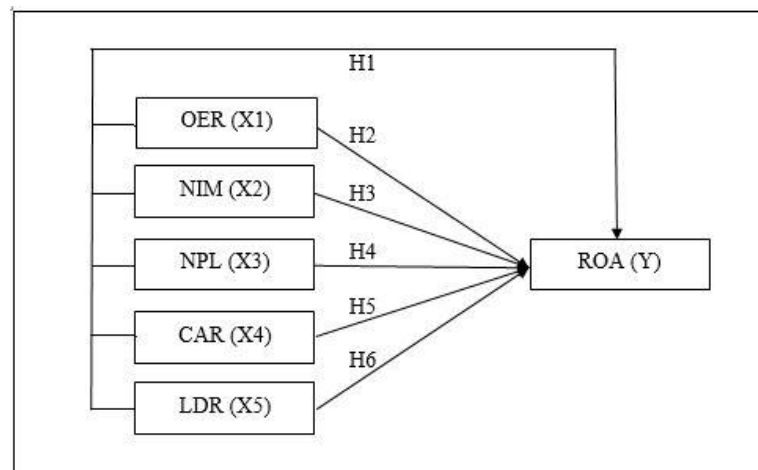 H1
OER (X1)
H2
NIM (X2)
H3
NPL (X3)
H4
ROA (Y)
CAR (X4)
H5
LDR (X5)
H6